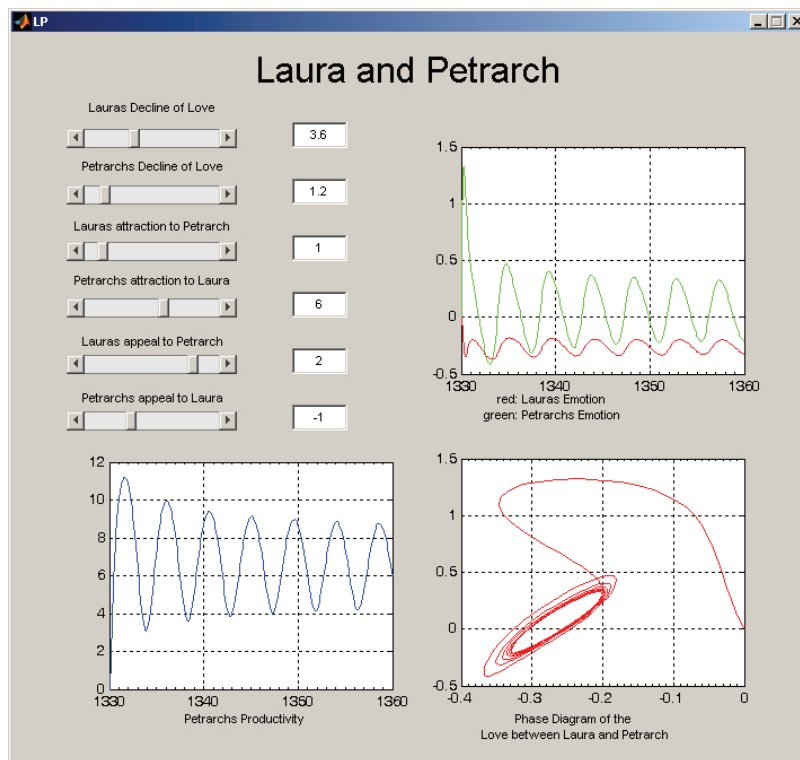 LP
Laura and Petrarch
Lauras Decline of Love
3.6
Petrarchs Decline of Love
1.2
Lauras attraction to Petrarch
1
Petrarchs attraction to Laura
6
Lauras appeal to Petrarch
2
Petrarchs appeal to Laura
-1
1.5
1
0.5
0
-0.5
1330 1340 1350 1360
red: Lauras Emotion
green: Petrarchs Emotion
12
10
8
6
4
2
0
1330 1340 1350 1360
Petrarchs Productivity
1.5
1
0.5
0
-0.5
-0.4 -0.3 -0.2 -0.1 0
Phase Diagram of the
Love between Laura and Petrarch